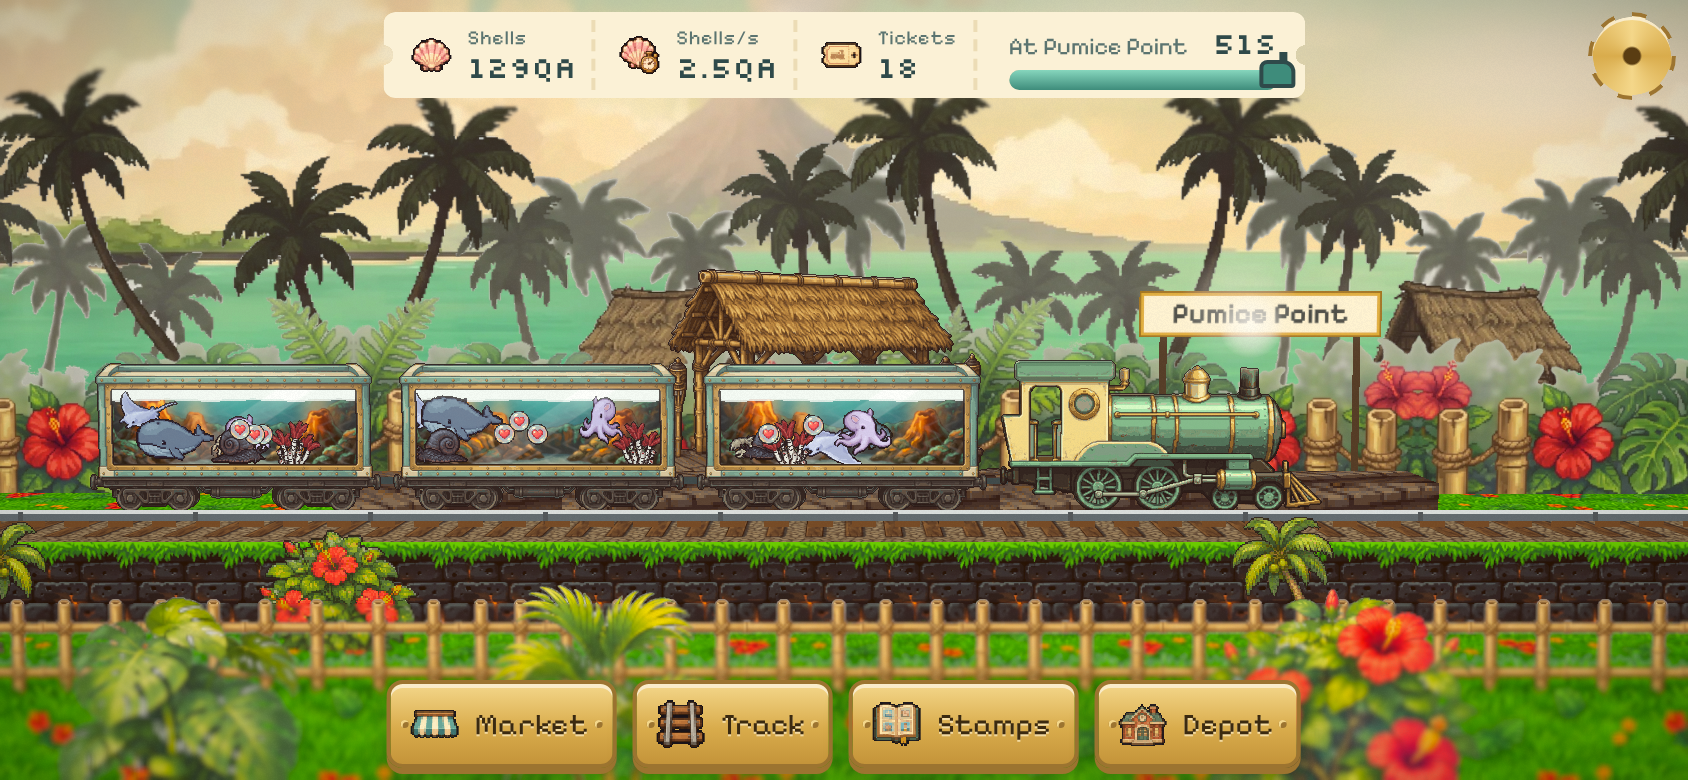 Shells
129QA
Shells/s
2.5QA
Tickets
18
At Pumice Point 51S
Pumice Point
Market
Track
Stamps
Depot